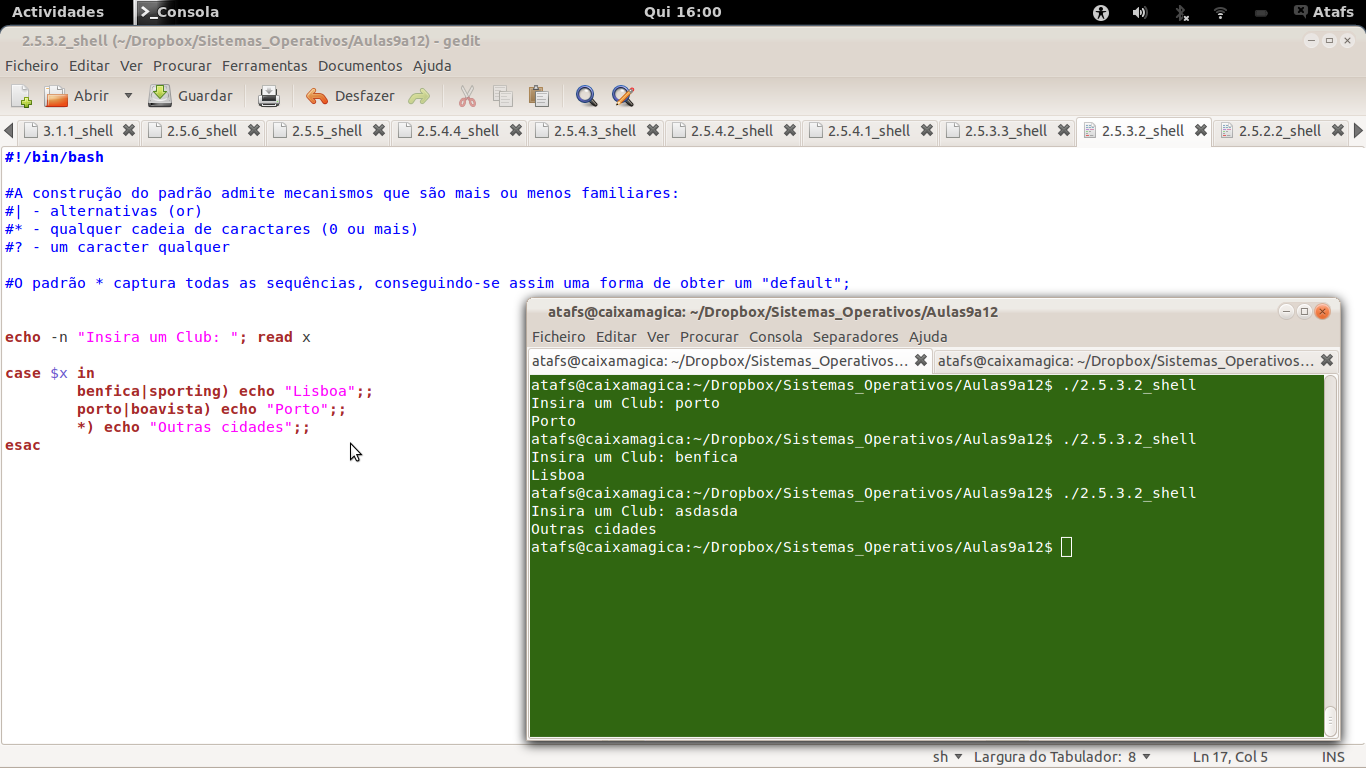 Actividades
>_Consola
Qui 16:00
Atafs
2.5.3.2_shell (~/Dropbox/Sistemas_Operativos/Aulas9a12) - gedit
Ficheiro Editar Ver Procurar Ferramentas Documentos Ajuda
Abrir Guardar Desfazer
3.1.1_shell 2.5.6_shell 2.5.5_shell 2.5.4.4_shell 2.5.4.3_shell 2.5.4.2_shell 2.5.4.1_shell 2.5.3.3_shell 2.5.3.2_shell 2.5.2.2_shell
#!/bin/bash
#A construção do padrão admite mecanismos que são mais ou menos familiares:
#| - alternativas (or)
#* - qualquer cadeia de caractares (0 ou mais)
#? - um caracter qualquer
#O padrão * captura todas as sequências, conseguindo-se assim uma forma de obter um "default";
echo -n "Insira um Club: "; read x
case $x in
benfica|sporting) echo "Lisboa";;
porto|boavista) echo "Porto";;
*) echo "Outras cidades";;
esac
atafs@caixamagica: ~/Dropbox/Sistemas_Operativos/Aulas9a12
Ficheiro Editar Ver Procurar Consola Separadores Ajuda
atafs@caixamagica: ~/Dropbox/Sistemas_Operativos... atafs@caixamagica: ~/Dropbox/Sistemas_Operativos...
atafs@caixamagica:~/Dropbox/Sistemas_Operativos/Aulas9a12$ ./2.5.3.2_shell
Insira um Club: porto
Porto
atafs@caixamagica:~/Dropbox/Sistemas_Operativos/Aulas9a12$ ./2.5.3.2_shell
Insira um Club: benfica
Lisboa
atafs@caixamagica:~/Dropbox/Sistemas_Operativos/Aulas9a12$ ./2.5.3.2_shell
Insira um Club: asdasda
Outras cidades
atafs@caixamagica:~/Dropbox/Sistemas_Operativos/Aulas9a12$
sh Largura do Tabulador: 8 Ln 17, Col 5 INS